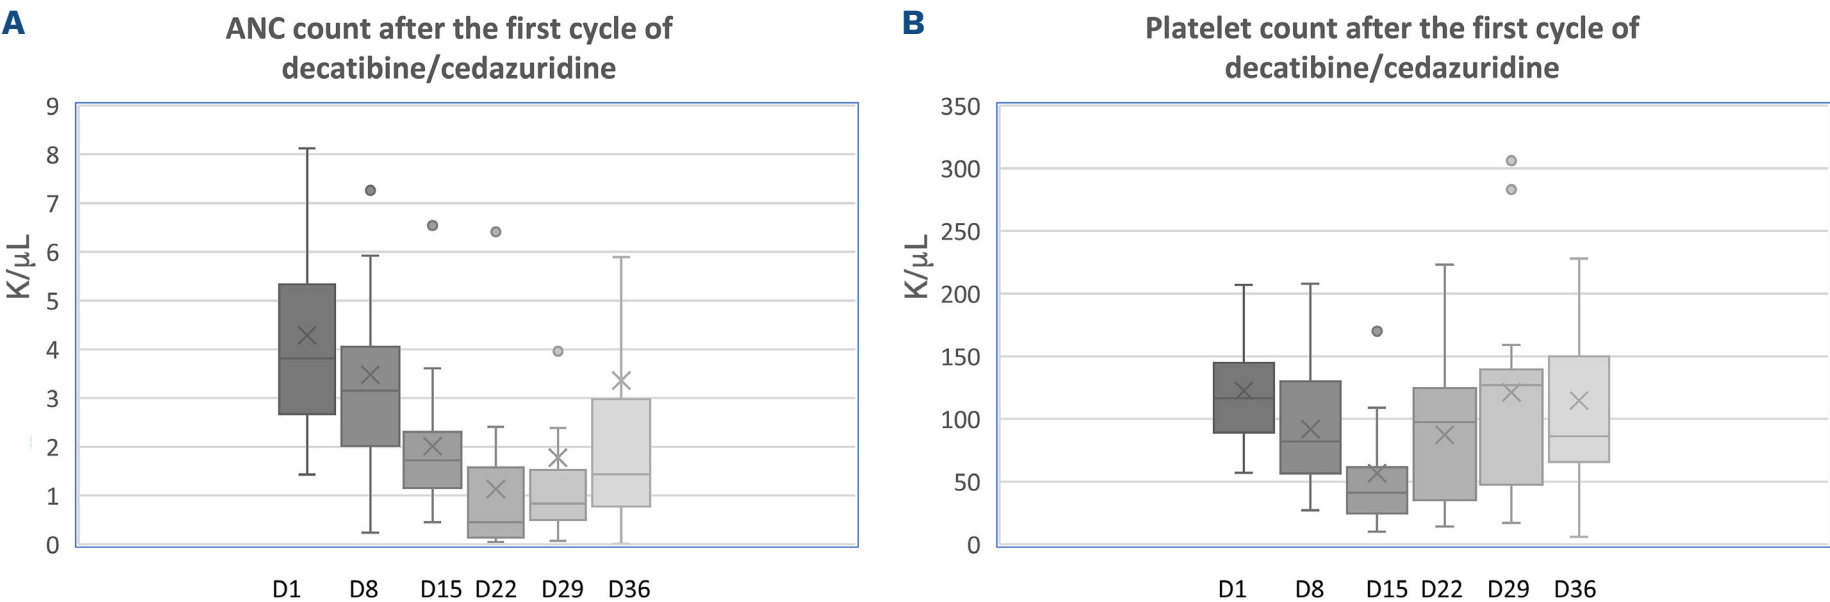 A
ANC count after the first cycle of
decatibine/cedazuridine
K/μL
9
8
7
6
5
4
3
2
1
0
D1 D8 D15 D22 D29 D36
B
Platelet count after the first cycle of
decatibine/cedazuridine
K/μL
350
300
250
200
150
100
50
0
D1 D8 D15 D22 D29 D36